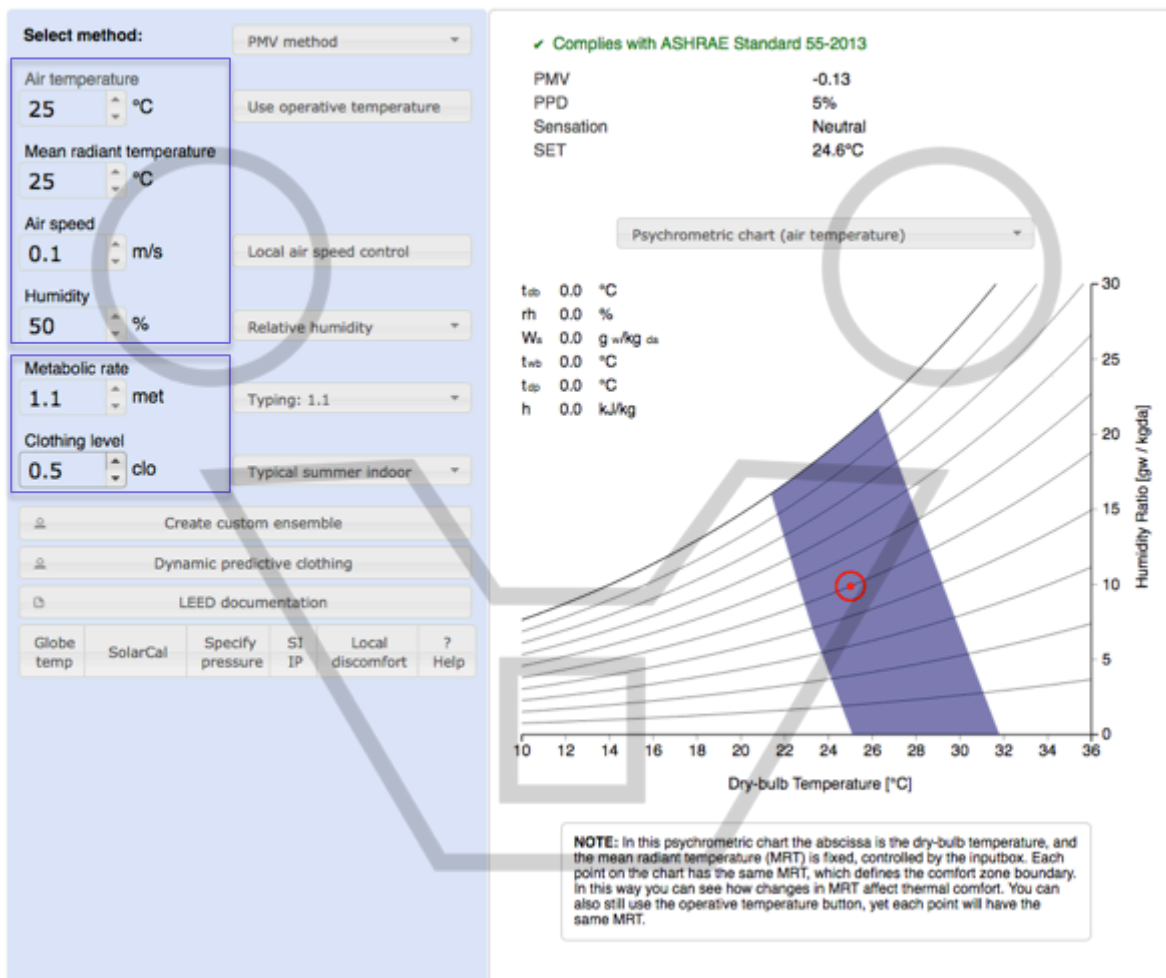 Select method:
PMV method
Air temperature
25 °C
Use operative temperature
Mean radiant temperature
25 °C
Air speed
0.1 m/s
Local air speed control
Humidity
50 %
Relative humidity
Metabolic rate
1.1 met
Typing: 1.1
Clothing level
0.5 clo
Typical summer indoor
Create custom ensemble
Dynamic predictive clothing
LEED documentation
Globe temp
SolarCal
Specify pressure
SI IP
Local discomfort
? Help
✔ Complies with ASHRAE Standard 55-2013
PMV -0.13
PPD 5%
Sensation Neutral
SET 24.6°C
Psychrometric chart (air temperature)
tdb 0.0 °C
rh 0.0 %
Wa 0.0 g w/kg da
twb 0.0 °C
tdp 0.0 °C
h 0.0 kJ/kg
30
25
20
15
10
5
0
Humidity Ratio [gw / kgda]
10 12 14 16 18 20 22 24 26 28 30 32 34 36
Dry-bulb Temperature [°C]
NOTE: In this psychrometric chart the abscissa is the dry-bulb temperature, and
the mean radiant temperature (MRT) is fixed, controlled by the inputbox. Each
point on the chart has the same MRT, which defines the comfort zone boundary.
In this way you can see how changes in MRT affect thermal comfort. You can
also still use the operative temperature button, yet each point will have the
same MRT.